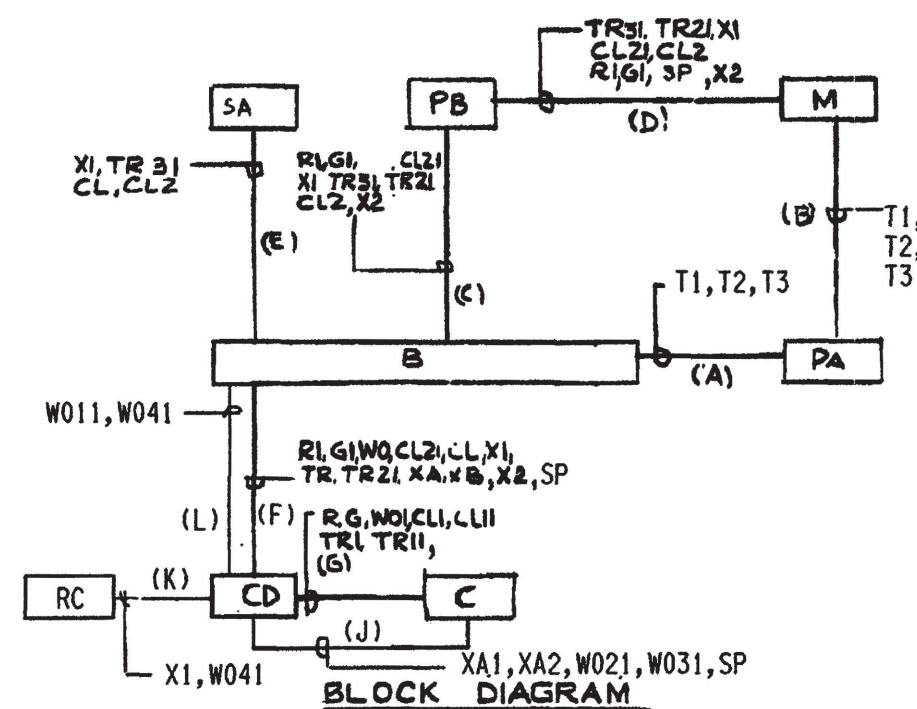 TR31, TR21, X1
CL21, CL2
R1, G1, SP, X2
SA
PB
M
(D)
X1, TR 31
CL, CL2
R1, G1, CL21
X1 TR31, TR21
CL2, X2
(B)
T1,
T2,
T3
(E)
(C)
T1, T2, T3
B
(A)
PA
W011, W041
R1, G1, W0, CL21, CL, X1,
TR, TR21, XA, XB, X2, SP
(L)
(F)
R, G, W01, CL1, CL11
TR1, TR11,
(G)
RC
(K)
CD
C
(J)
X1, W041
XA1, XA2, W021, W031, SP
BLOCK DIAGRAM